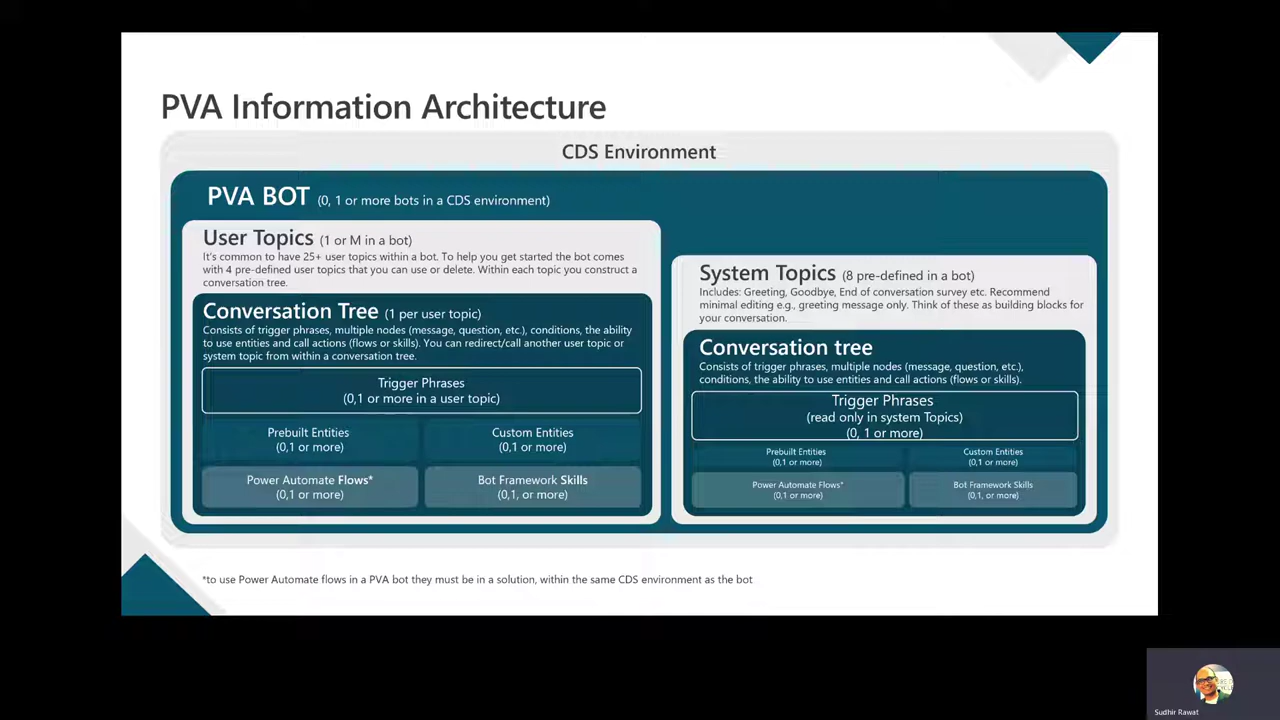 PVA Information Architecture
CDS Environment
PVA BOT (0, 1 or more bots in a CDS environment)
User Topics (1 or M in a bot)
It's common to have 25+ user topics within a bot. To help you get started the bot comes
with 4 pre-defined user topics that you can use or delete. Within each topic you construct a
conversation tree.
Conversation Tree (1 per user topic)
Consists of trigger phrases, multiple nodes (message, question, etc.), conditions, the ability
to use entities and call actions (flows or skills). You can redirect/call another user topic or
system topic from within a conversation tree.
Trigger Phrases
(0,1 or more in a user topic)
Prebuilt Entities
(0,1 or more)
Custom Entities
(0,1 or more)
Power Automate Flows*
(0,1 or more)
Bot Framework Skills
(0,1, or more)
System Topics (8 pre-defined in a bot)
Includes: Greeting, Goodbye, End of conversation survey etc. Recommend
minimal editing e.g., greeting message only. Think of these as building blocks for
your conversation.
Conversation tree
Consists of trigger phrases, multiple nodes (message, question, etc.),
conditions, the ability to use entities and call actions (flows or skills).
Trigger Phrases
(read only in system Topics)
(0, 1 or more)
Prebuilt Entities
(0,1 or more)
Custom Entities
(0,1 or more)
Power Automate Flows*
(0,1 or more)
Bot Framework Skills
(0,1, or more)
*to use Power Automate flows in a PVA bot they must be in a solution, within the same CDS environment as the bot
Sudhir Rawat